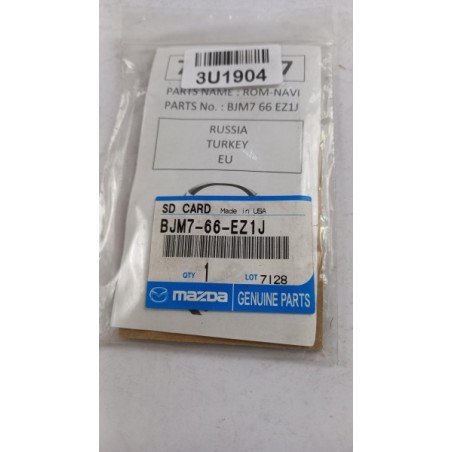 3U1904
PARTS NAME : ROM-NAVI
PARTS No. : BJM7 66 EZ1J
RUSSIA
TURKEY
EU
SD CARD Made in USA
BJM7-66-EZ1J
QTY 1 LOT 7128
mazda GENUINE PARTS